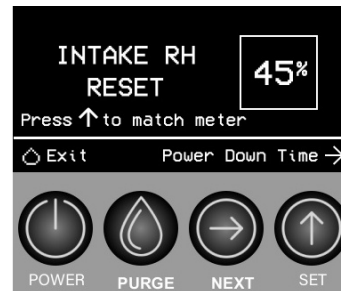 INTAKE RH
RESET
45%
Press ↑ to match meter
Exit Power Down Time →
POWER PURGE NEXT SET